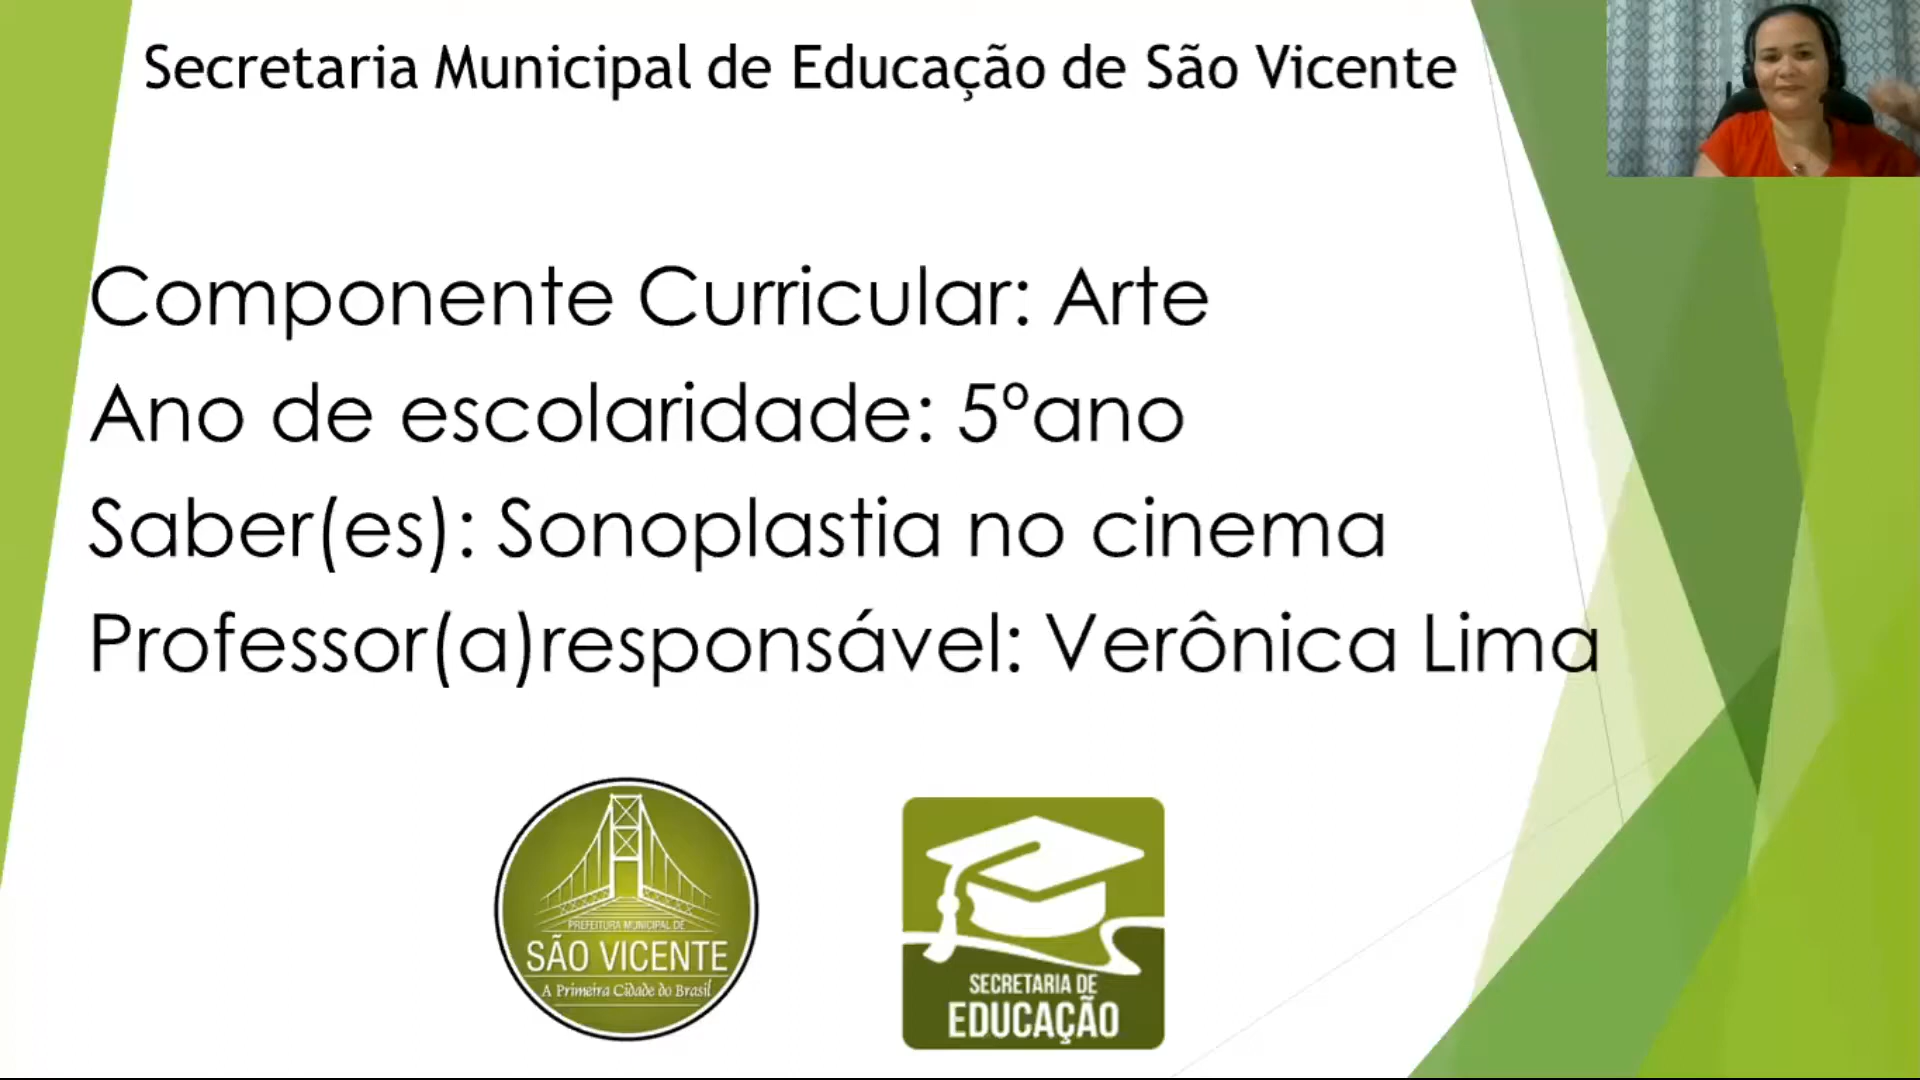 Secretaria Municipal de Educação de São Vicente
Componente Curricular: Arte
Ano de escolaridade: 5ºano
Saber(es): Sonoplastia no cinema
Professor(a)responsável: Verônica Lima
PREFEITURA MUNICIPAL DE
SÃO VICENTE
A Primeira Cidade do Brasil
SECRETARIA DE
EDUCAÇÃO